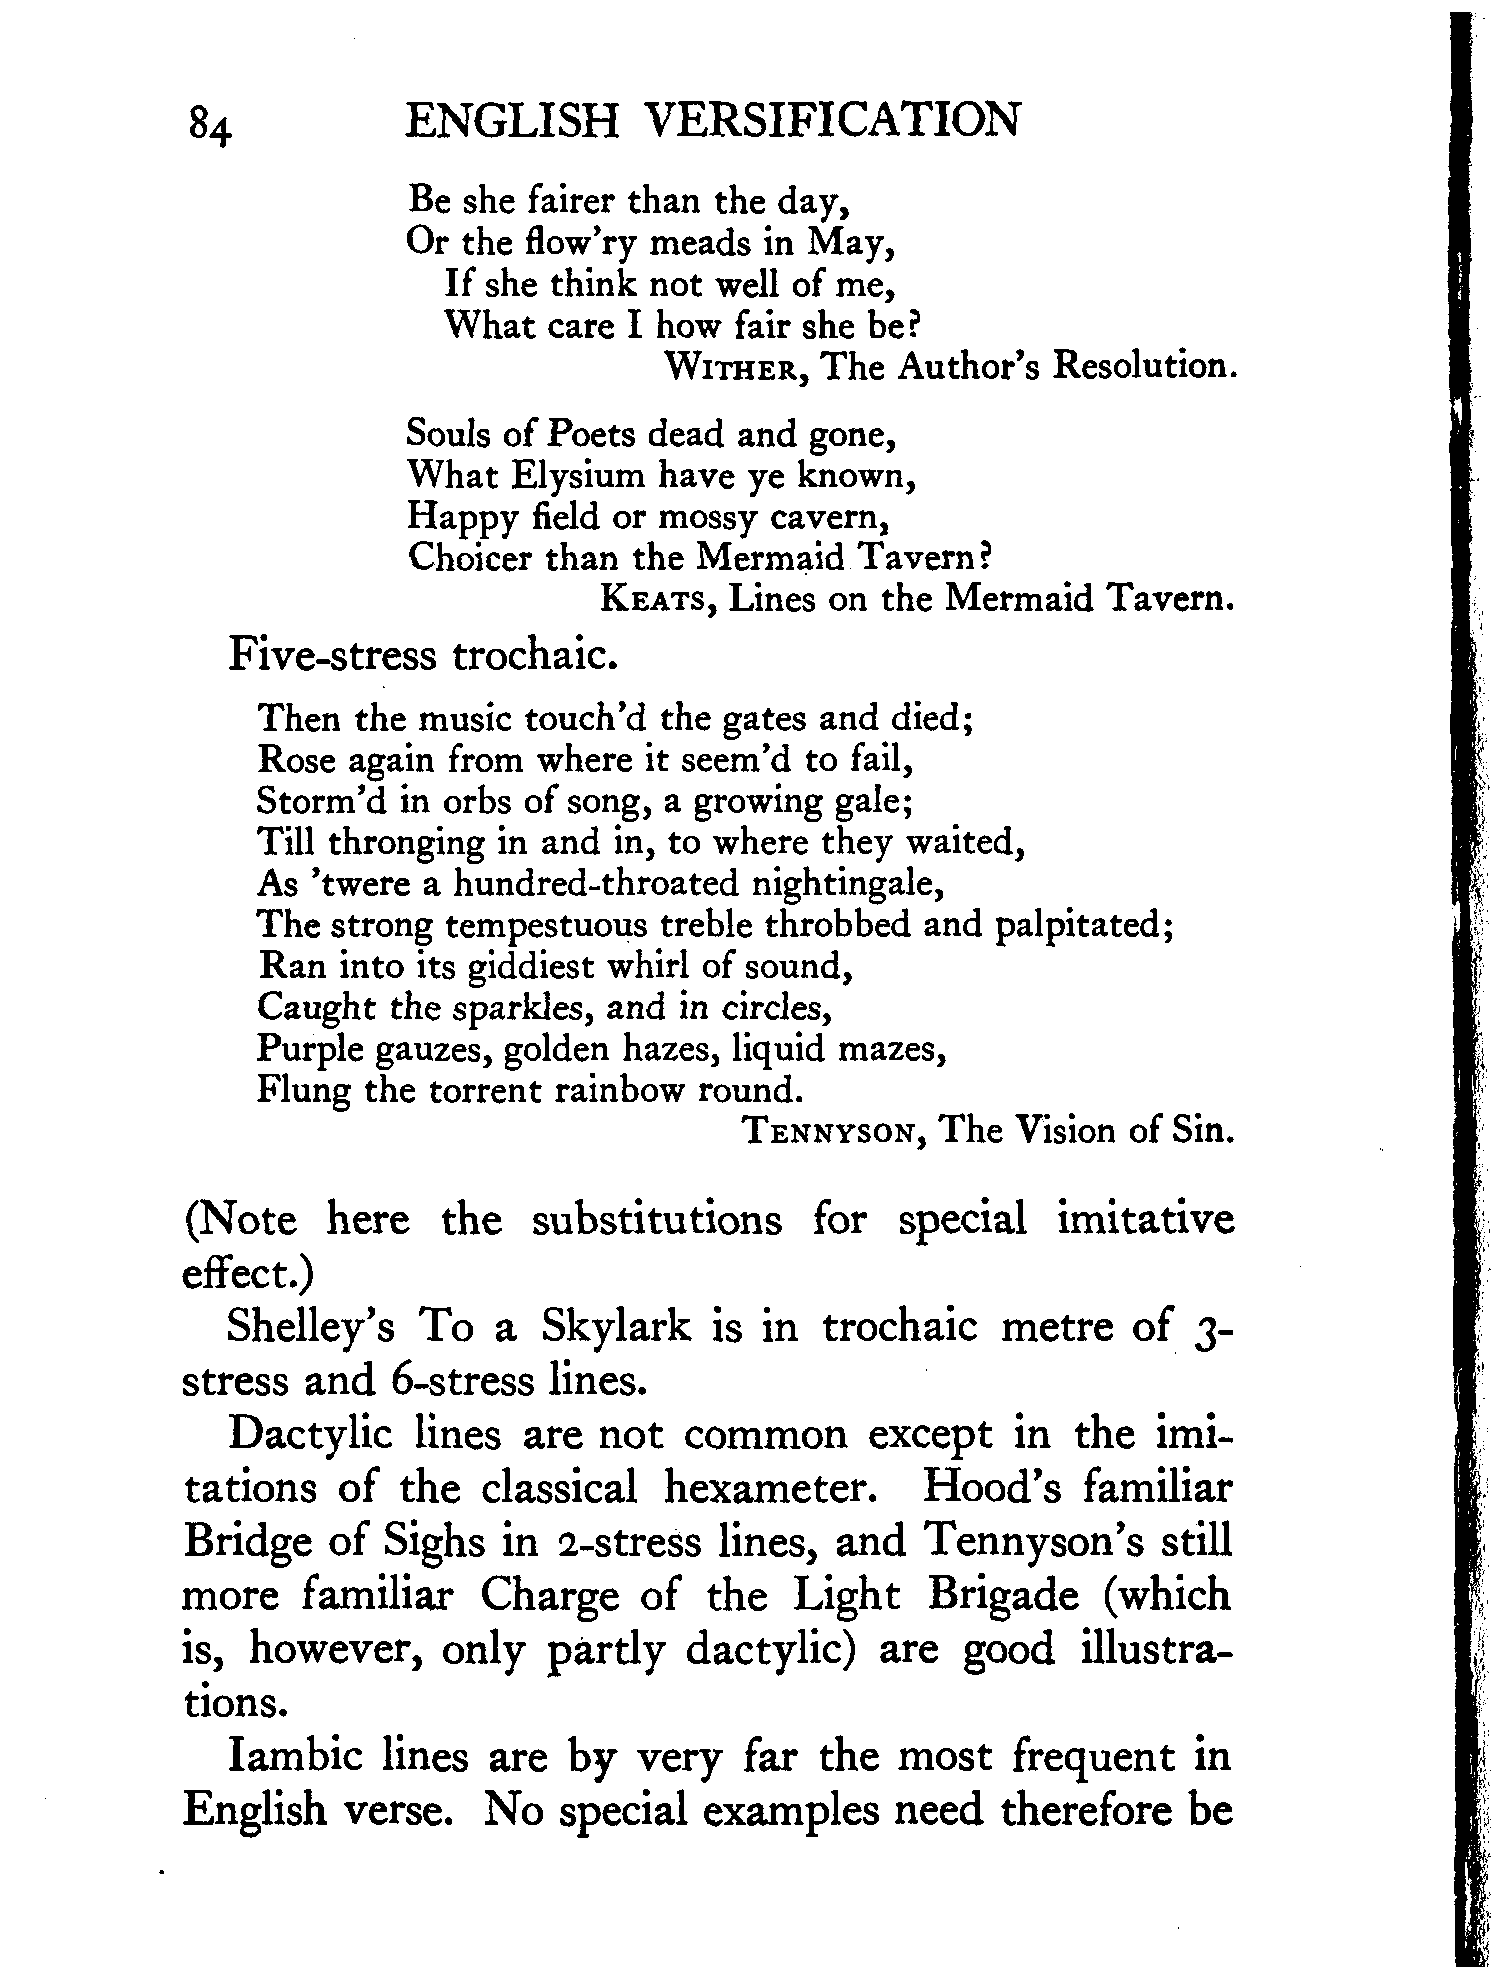 84 ENGLISH VERSIFICATION
Be she fairer than the day,
Or the flow'ry meads in May,
If she think not well of me,
What care I how fair she be?
WITHER, The Author's Resolution.
Souls of Poets dead and gone,
What Elysium have ye known,
Happy field or mossy cavern,
Choicer than the Mermaid Tavern?
KEATS, Lines on the Mermaid Tavern.
Five-stress trochaic.
Then the music touch'd the gates and died;
Rose again from where it seem'd to fail,
Storm'd in orbs of song, a growing gale;
Till thronging in and in, to where they waited,
As 'twere a hundred-throated nightingale,
The strong tempestuous treble throbbed and palpitated;
Ran into its giddiest whirl of sound,
Caught the sparkles, and in circles,
Purple gauzes, golden hazes, liquid mazes,
Flung the torrent rainbow round.
TENNYSON, The Vision of Sin.
(Note here the substitutions for special imitative
effect.)
Shelley's To a Skylark is in trochaic metre of 3-
stress and 6-stress lines.
Dactylic lines are not common except in the imi-
tations of the classical hexameter. Hood's familiar
Bridge of Sighs in 2-stress lines, and Tennyson's still
more familiar Charge of the Light Brigade (which
is, however, only partly dactylic) are good illustra-
tions.
Iambic lines are by very far the most frequent in
English verse. No special examples need therefore be